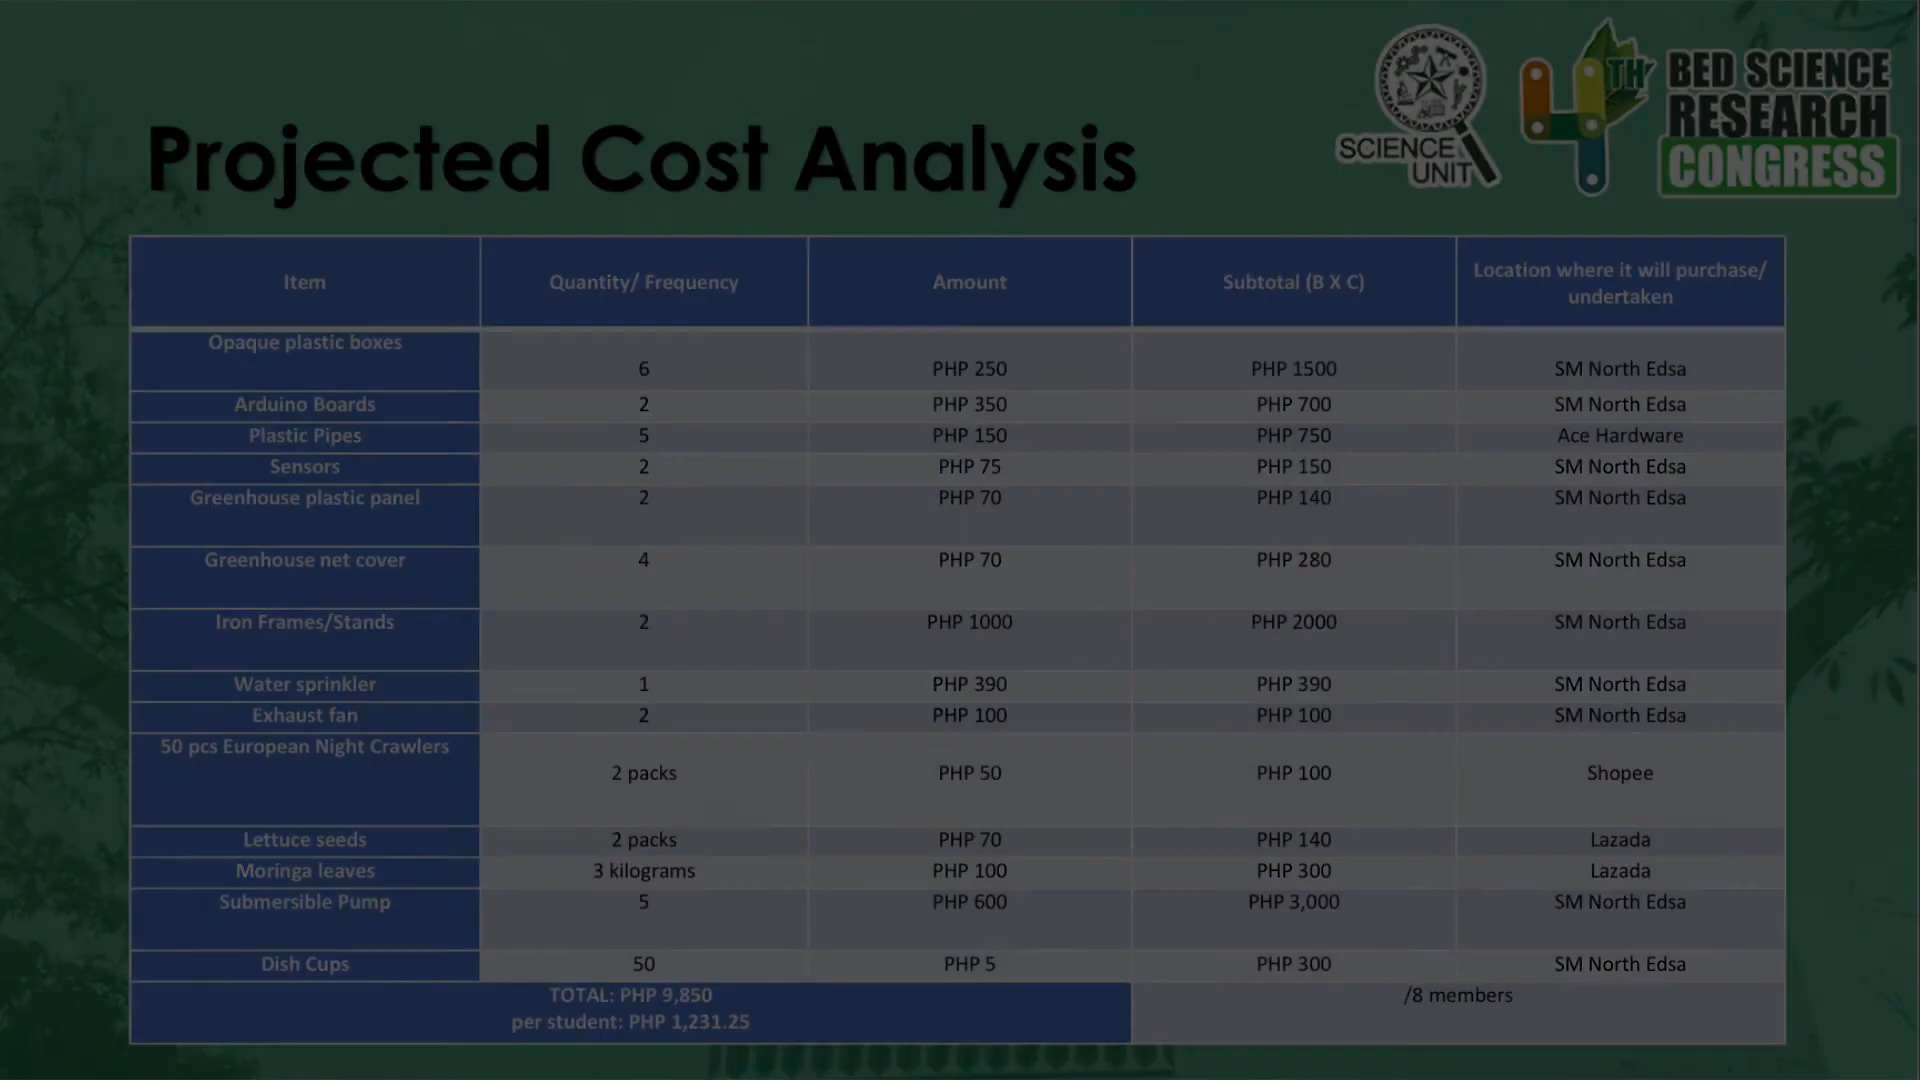 SCIENCE
UNIT
4TH BED SCIENCE
RESEARCH
CONGRESS
Projected Cost Analysis
Item Quantity/ Frequency Amount Subtotal (B X C) Location where it will purchase/
undertaken
Opaque plastic boxes
6 PHP 250 PHP 1500 SM North Edsa
Arduino Boards 2 PHP 350 PHP 700 SM North Edsa
Plastic Pipes 5 PHP 150 PHP 750 Ace Hardware
Sensors 2 PHP 75 PHP 150 SM North Edsa
Greenhouse plastic panel 2 PHP 70 PHP 140 SM North Edsa
Greenhouse net cover 4 PHP 70 PHP 280 SM North Edsa
Iron Frames/Stands 2 PHP 1000 PHP 2000 SM North Edsa
Water sprinkler 1 PHP 390 PHP 390 SM North Edsa
Exhaust fan 2 PHP 100 PHP 100 SM North Edsa
50 pcs European Night Crawlers
2 packs PHP 50 PHP 100 Shopee
Lettuce seeds 2 packs PHP 70 PHP 140 Lazada
Moringa leaves 3 kilograms PHP 100 PHP 300 Lazada
Submersible Pump 5 PHP 600 PHP 3,000 SM North Edsa
Dish Cups 50 PHP 5 PHP 300 SM North Edsa
TOTAL: PHP 9,850 /8 members
per student: PHP 1,231.25